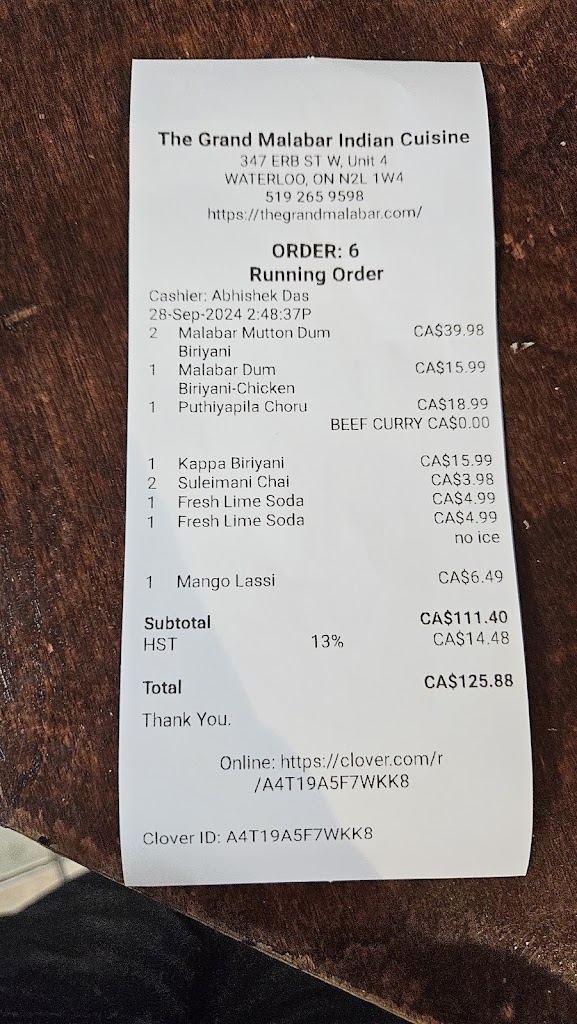 The Grand Malabar Indian Cuisine
347 ERB ST W, Unit 4
WATERLOO, ON N2L 1W4
519 265 9598
https://thegrandmalabar.com/
ORDER: 6
Running Order
Cashier: Abhishek Das
28-Sep-2024 2:48:37P
2 Malabar Mutton Dum CA$39.98
Biriyani
1 Malabar Dum CA$15.99
Biriyani-Chicken
1 Puthiyapila Choru CA$18.99
BEEF CURRY CA$0.00
1 Kappa Biriyani CA$15.99
2 Suleimani Chai CA$3.98
1 Fresh Lime Soda CA$4.99
1 Fresh Lime Soda CA$4.99
no ice
1 Mango Lassi CA$6.49
Subtotal CA$111.40
HST 13% CA$14.48
Total CA$125.88
Thank You.
Online: https://clover.com/r
/A4T19A5F7WKK8
Clover ID: A4T19A5F7WKK8